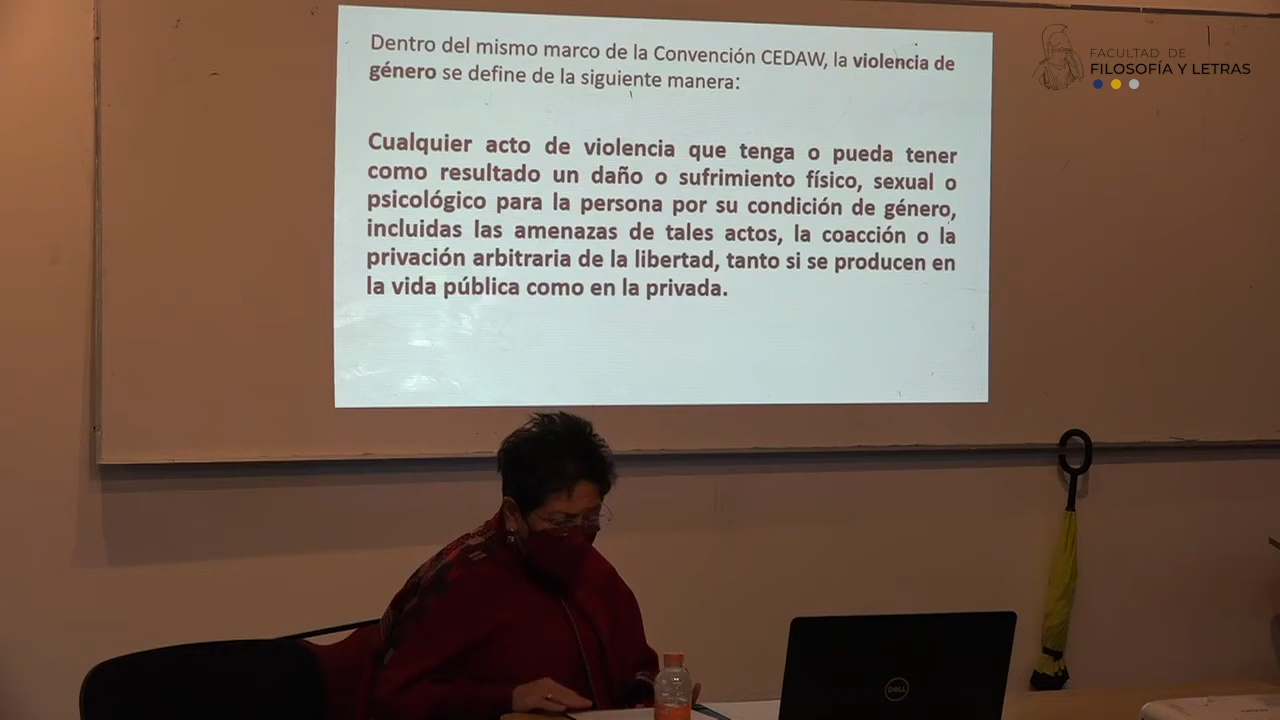 Dentro del mismo marco de la Convención CEDAW, la violencia de
género se define de la siguiente manera:
Cualquier acto de violencia que tenga o pueda tener
como resultado un daño o sufrimiento físico, sexual o
psicológico para la persona por su condición de género,
incluidas las amenazas de tales actos, la coacción o la
privación arbitraria de la libertad, tanto si se producen en
la vida pública como en la privada.
FACULTAD DE
FILOSOFÍA Y LETRAS
DELL